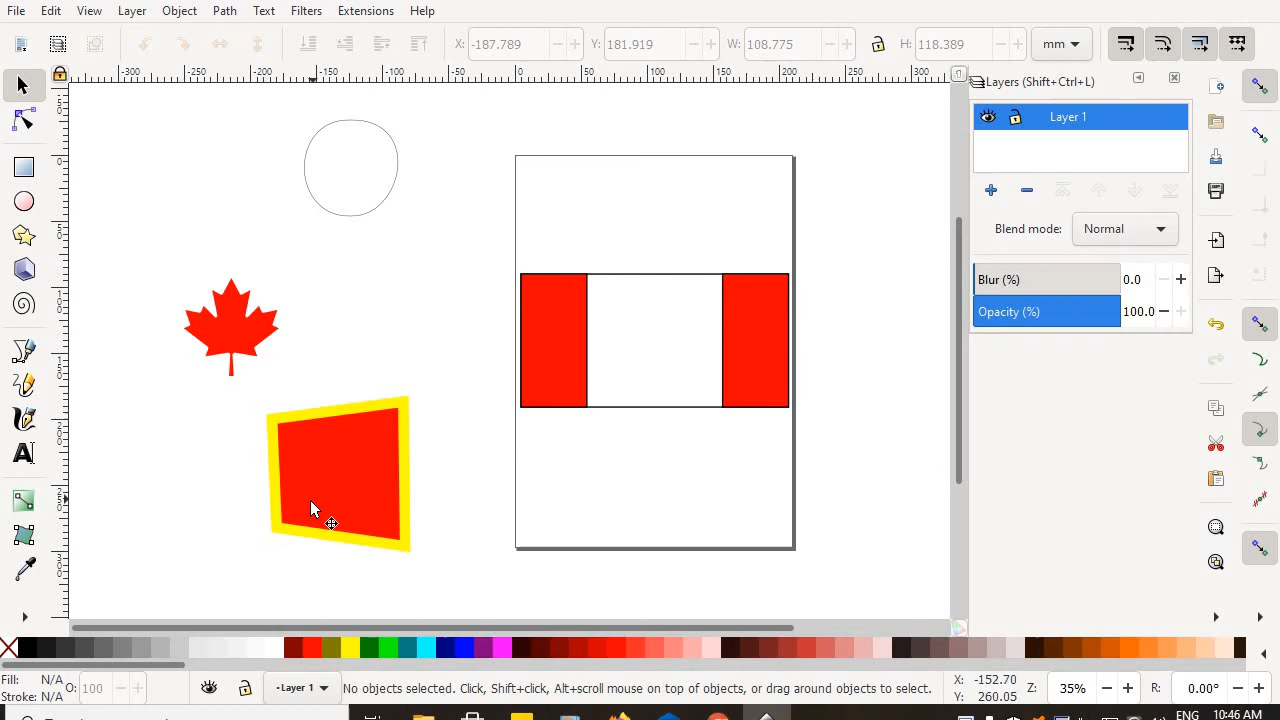 File Edit View Layer Object Path Text Filters Extensions Help
X: -187.799 Y: 181.919 W: 108.775 H: 118.389 mm
-300 -250 -200 -150 -100 -50 0 50 100 150 200 250 300
Layers (Shift+Ctrl+L)
Layer 1
Blend mode: Normal
Blur (%) 0.0
Opacity (%) 100.0
A
Fill: N/A
Stroke: N/A
O: 100
Layer 1
No objects selected. Click, Shift+click, Alt+scroll mouse on top of objects, or drag around objects to select.
X: -152.70
Y: 260.05
Z: 35% R: 0.00°
ENG 10:46 AM